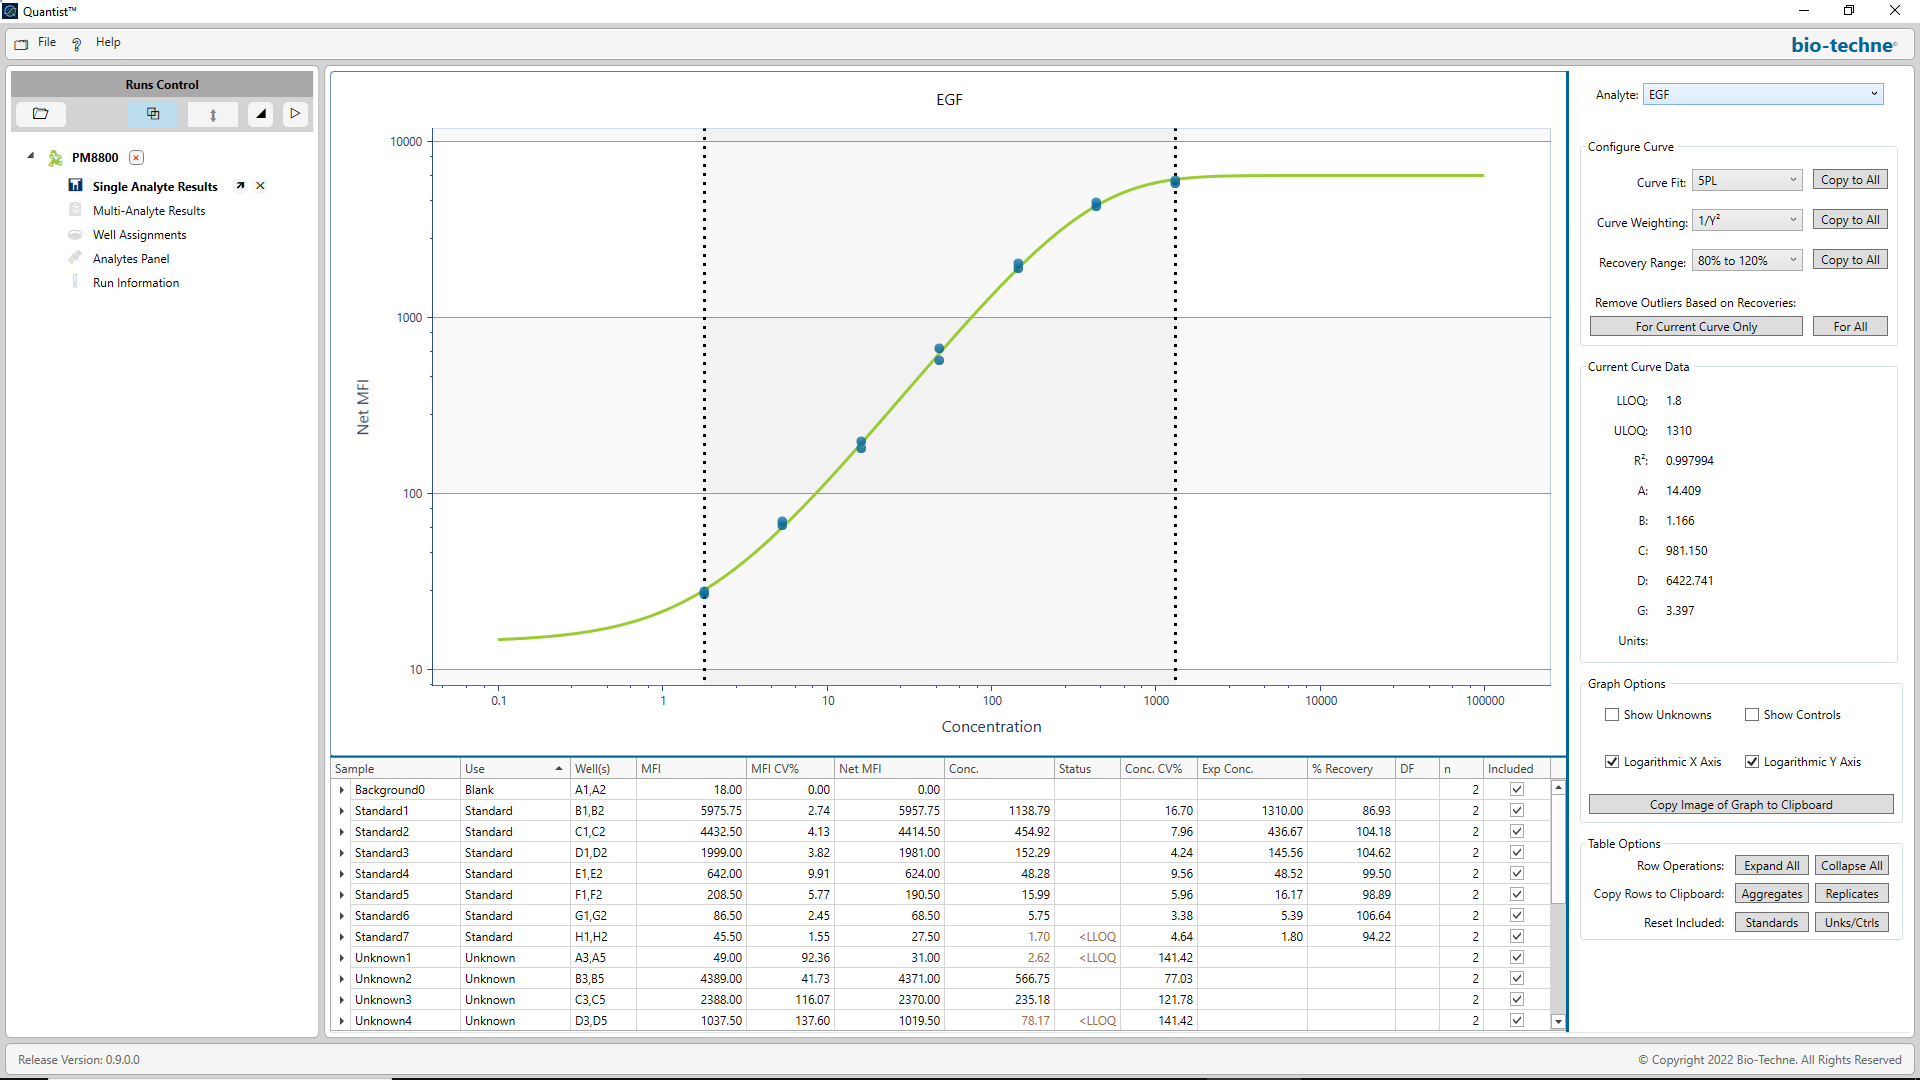 Quantist™
File ? Help
bio-techne
Runs Control
PM8800
Single Analyte Results
Multi-Analyte Results
Well Assignments
Analytes Panel
Run Information
EGF
10000
1000
100
10
Net MFI
0.1 1 10 100 1000 10000 100000
Concentration
Sample Use Well(s) MFI MFI CV% Net MFI Conc. Status Conc. CV% Exp Conc. % Recovery DF n Included
Background0 Blank A1,A2 18.00 0.00 0.00 2
Standard1 Standard B1,B2 5975.75 2.74 5957.75 1138.79 16.70 1310.00 86.93 2
Standard2 Standard C1,C2 4432.50 4.13 4414.50 454.92 7.96 436.67 104.18 2
Standard3 Standard D1,D2 1999.00 3.82 1981.00 152.29 4.24 145.56 104.62 2
Standard4 Standard E1,E2 642.00 9.91 624.00 48.28 9.56 48.52 99.50 2
Standard5 Standard F1,F2 208.50 5.77 190.50 15.99 5.96 16.17 98.89 2
Standard6 Standard G1,G2 86.50 2.45 68.50 5.75 3.38 5.39 106.64 2
Standard7 Standard H1,H2 45.50 1.55 27.50 1.70 <LLOQ 4.64 1.80 94.22 2
Unknown1 Unknown A3,A5 49.00 92.36 31.00 2.62 <LLOQ 141.42 2
Unknown2 Unknown B3,B5 4389.00 41.73 4371.00 566.75 77.03 2
Unknown3 Unknown C3,C5 2388.00 116.07 2370.00 235.18 121.78 2
Unknown4 Unknown D3,D5 1037.50 137.60 1019.50 78.17 <LLOQ 141.42 2
Analyte: EGF
Configure Curve
Curve Fit: 5PL Copy to All
Curve Weighting: 1/Y² Copy to All
Recovery Range: 80% to 120% Copy to All
Remove Outliers Based on Recoveries:
For Current Curve Only For All
Current Curve Data
LLOQ: 1.8
ULOQ: 1310
R²: 0.997994
A: 14.409
B: 1.166
C: 981.150
D: 6422.741
G: 3.397
Units:
Graph Options
Show Unknowns Show Controls
Logarithmic X Axis Logarithmic Y Axis
Copy Image of Graph to Clipboard
Table Options
Row Operations: Expand All Collapse All
Copy Rows to Clipboard: Aggregates Replicates
Reset Included: Standards Unks/Ctrls
Release Version: 0.9.0.0
© Copyright 2022 Bio-Techne. All Rights Reserved